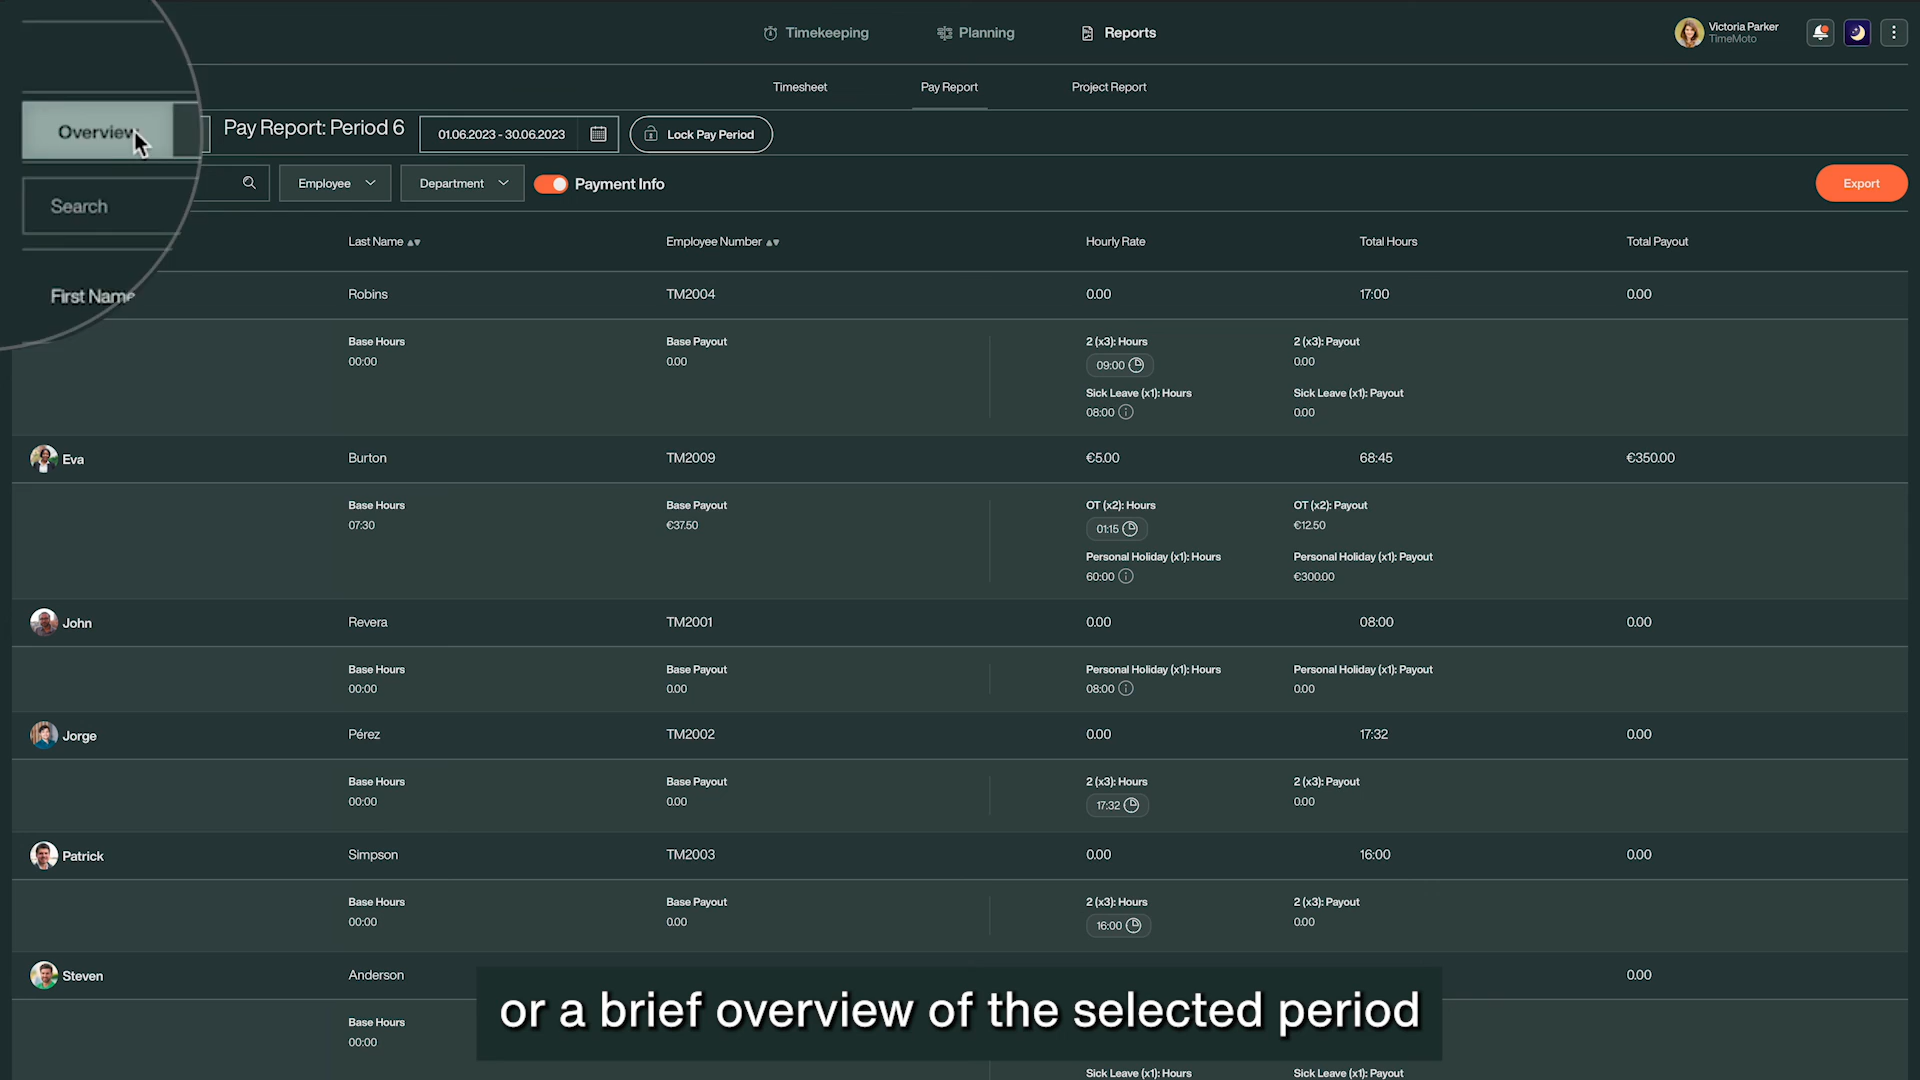 Timekeeping
Planning
Reports
Victoria Parker
TimeMoto
Timesheet
Pay Report
Project Report
Overview
Pay Report: Period 6
01.06.2023 - 30.06.2023
Lock Pay Period
Search
Employee
Department
Payment Info
Export
First Name
Last Name
Employee Number
Hourly Rate
Total Hours
Total Payout
Robins
TM2004
0.00
17:00
0.00
Base Hours
00:00
Base Payout
0.00
2 (x3): Hours
09:00
2 (x3): Payout
0.00
Sick Leave (x1): Hours
08:00
Sick Leave (x1): Payout
0.00
Eva
Burton
TM2009
€5.00
68:45
€350.00
Base Hours
07:30
Base Payout
€37.50
OT (x2): Hours
01:15
OT (x2): Payout
€12.50
Personal Holiday (x1): Hours
60:00
Personal Holiday (x1): Payout
€300.00
John
Revera
TM2001
0.00
08:00
0.00
Base Hours
00:00
Base Payout
0.00
Personal Holiday (x1): Hours
08:00
Personal Holiday (x1): Payout
0.00
Jorge
Pérez
TM2002
0.00
17:32
0.00
Base Hours
00:00
Base Payout
0.00
2 (x3): Hours
17:32
2 (x3): Payout
0.00
Patrick
Simpson
TM2003
0.00
16:00
0.00
Base Hours
00:00
Base Payout
0.00
2 (x3): Hours
16:00
2 (x3): Payout
0.00
Steven
Anderson
0.00
Base Hours
00:00
or a brief overview of the selected period
Sick Leave (x1): Hours
Sick Leave (x1): Payout